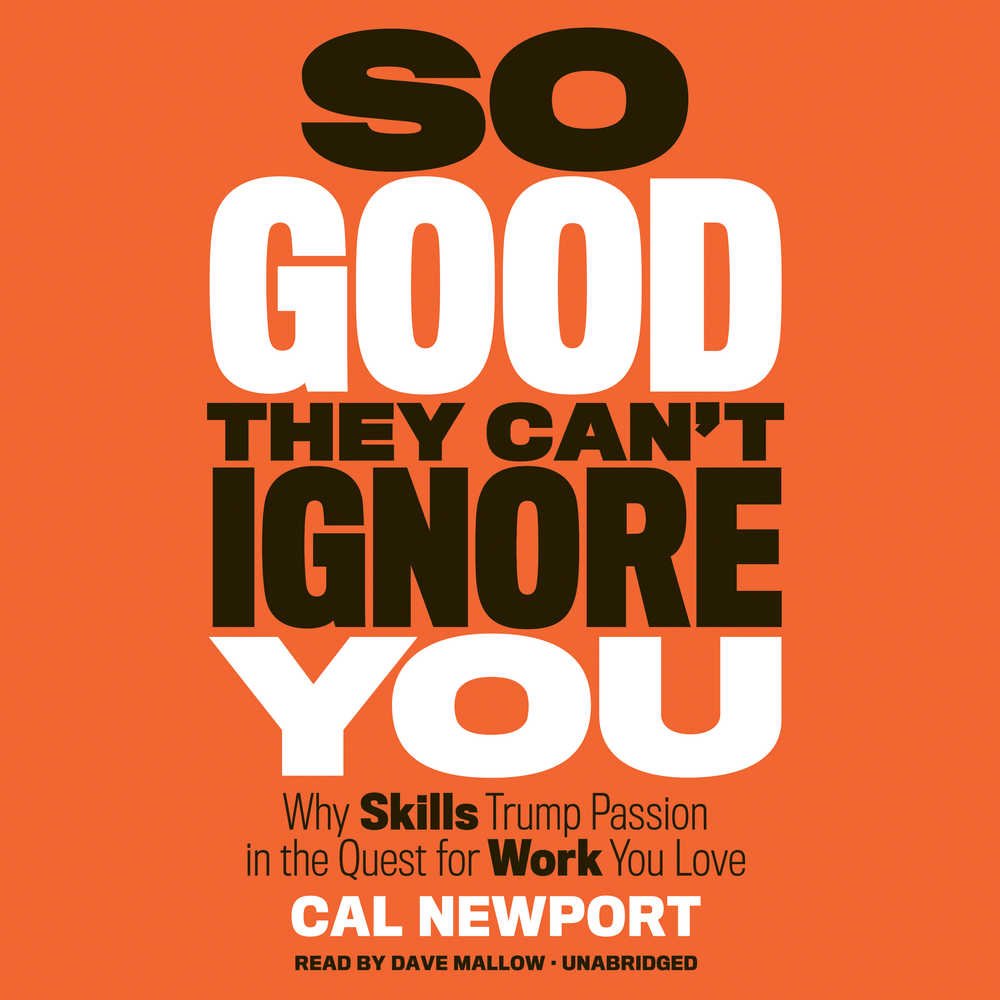 SO
GOOD
THEY CAN'T
IGNORE
YOU
Why Skills Trump Passion
in the Quest for Work You Love
CAL NEWPORT
READ BY DAVE MALLOW · UNABRIDGED